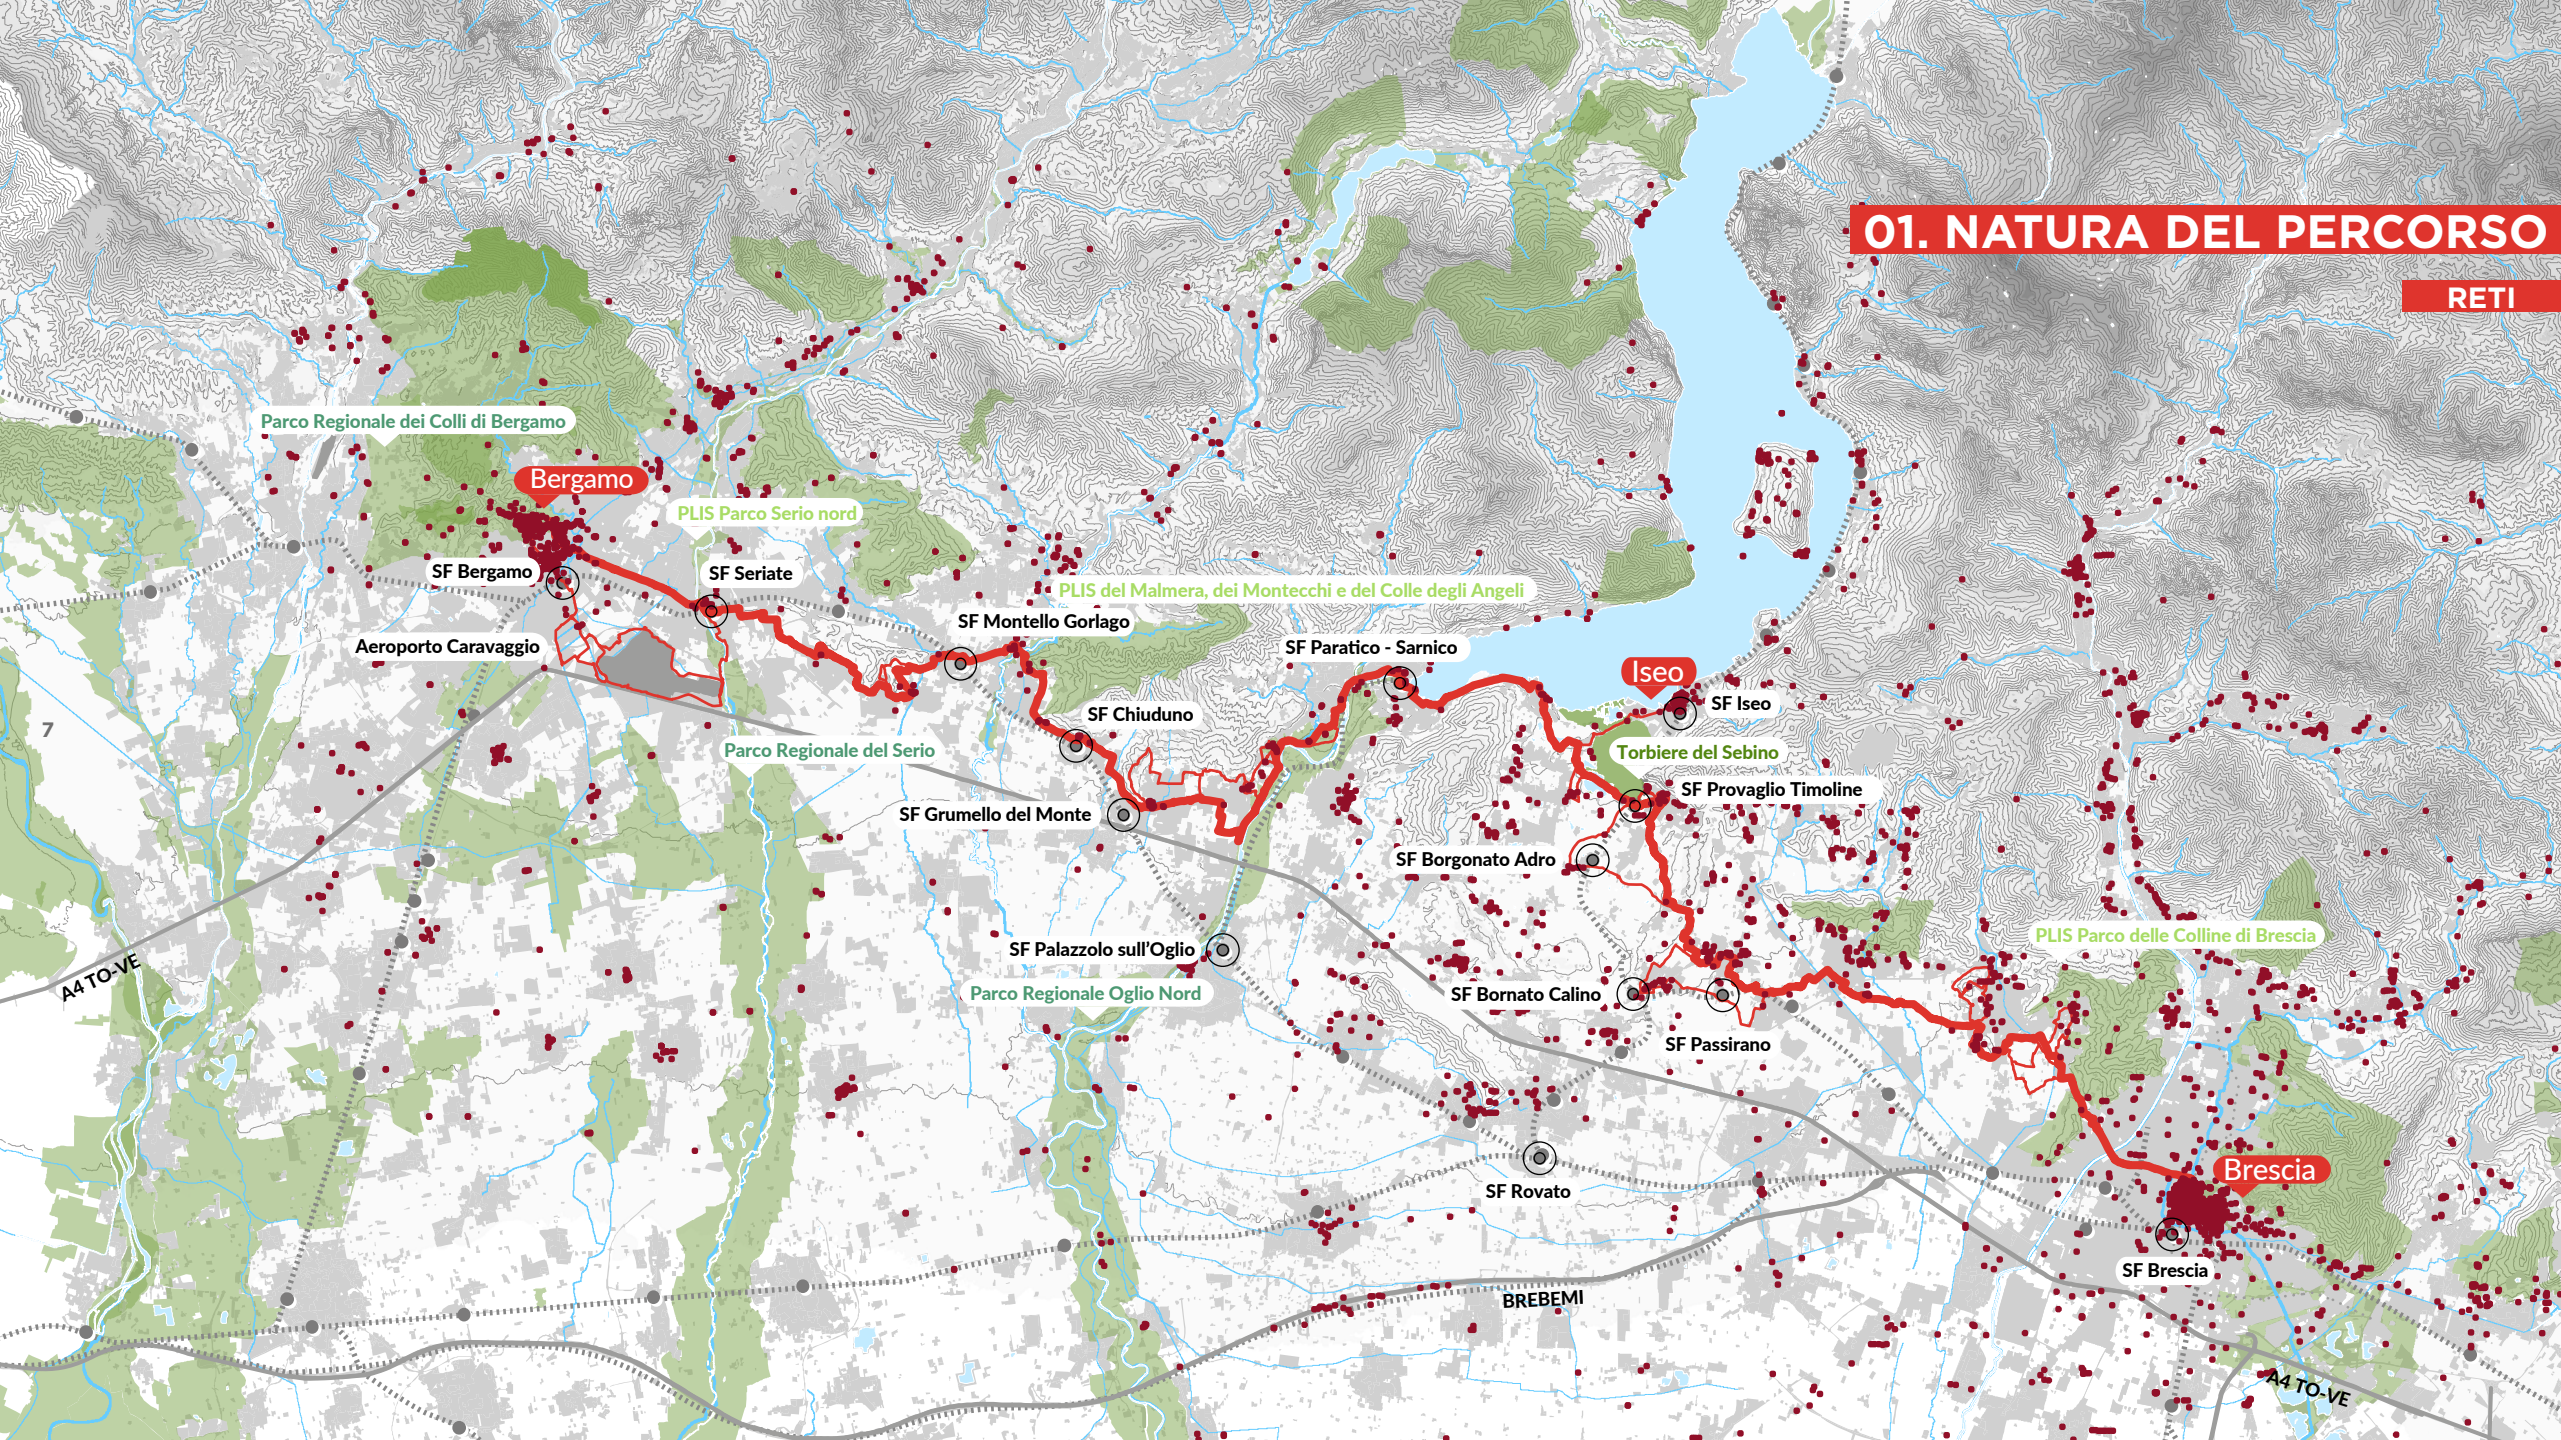 01. NATURA DEL PERCORSO
RETI
Parco Regionale dei Colli di Bergamo
Bergamo
PLIS Parco Serio nord
SF Bergamo
SF Seriate
PLIS del Malmera, dei Montecchi e del Colle degli Angeli
SF Montello Gorlago
Aeroporto Caravaggio
SF Paratico - Sarnico
Iseo
SF Iseo
SF Chiuduno
7
Parco Regionale del Serio
Torbiere del Sebino
SF Provaglio Timoline
SF Grumello del Monte
SF Borgonato Adro
PLIS Parco delle Colline di Brescia
SF Palazzolo sull'Oglio
A4 TO-VE
Parco Regionale Oglio Nord
SF Bornato Calino
SF Passirano
Brescia
SF Rovato
SF Brescia
BREBEMI
A4 TO-VE